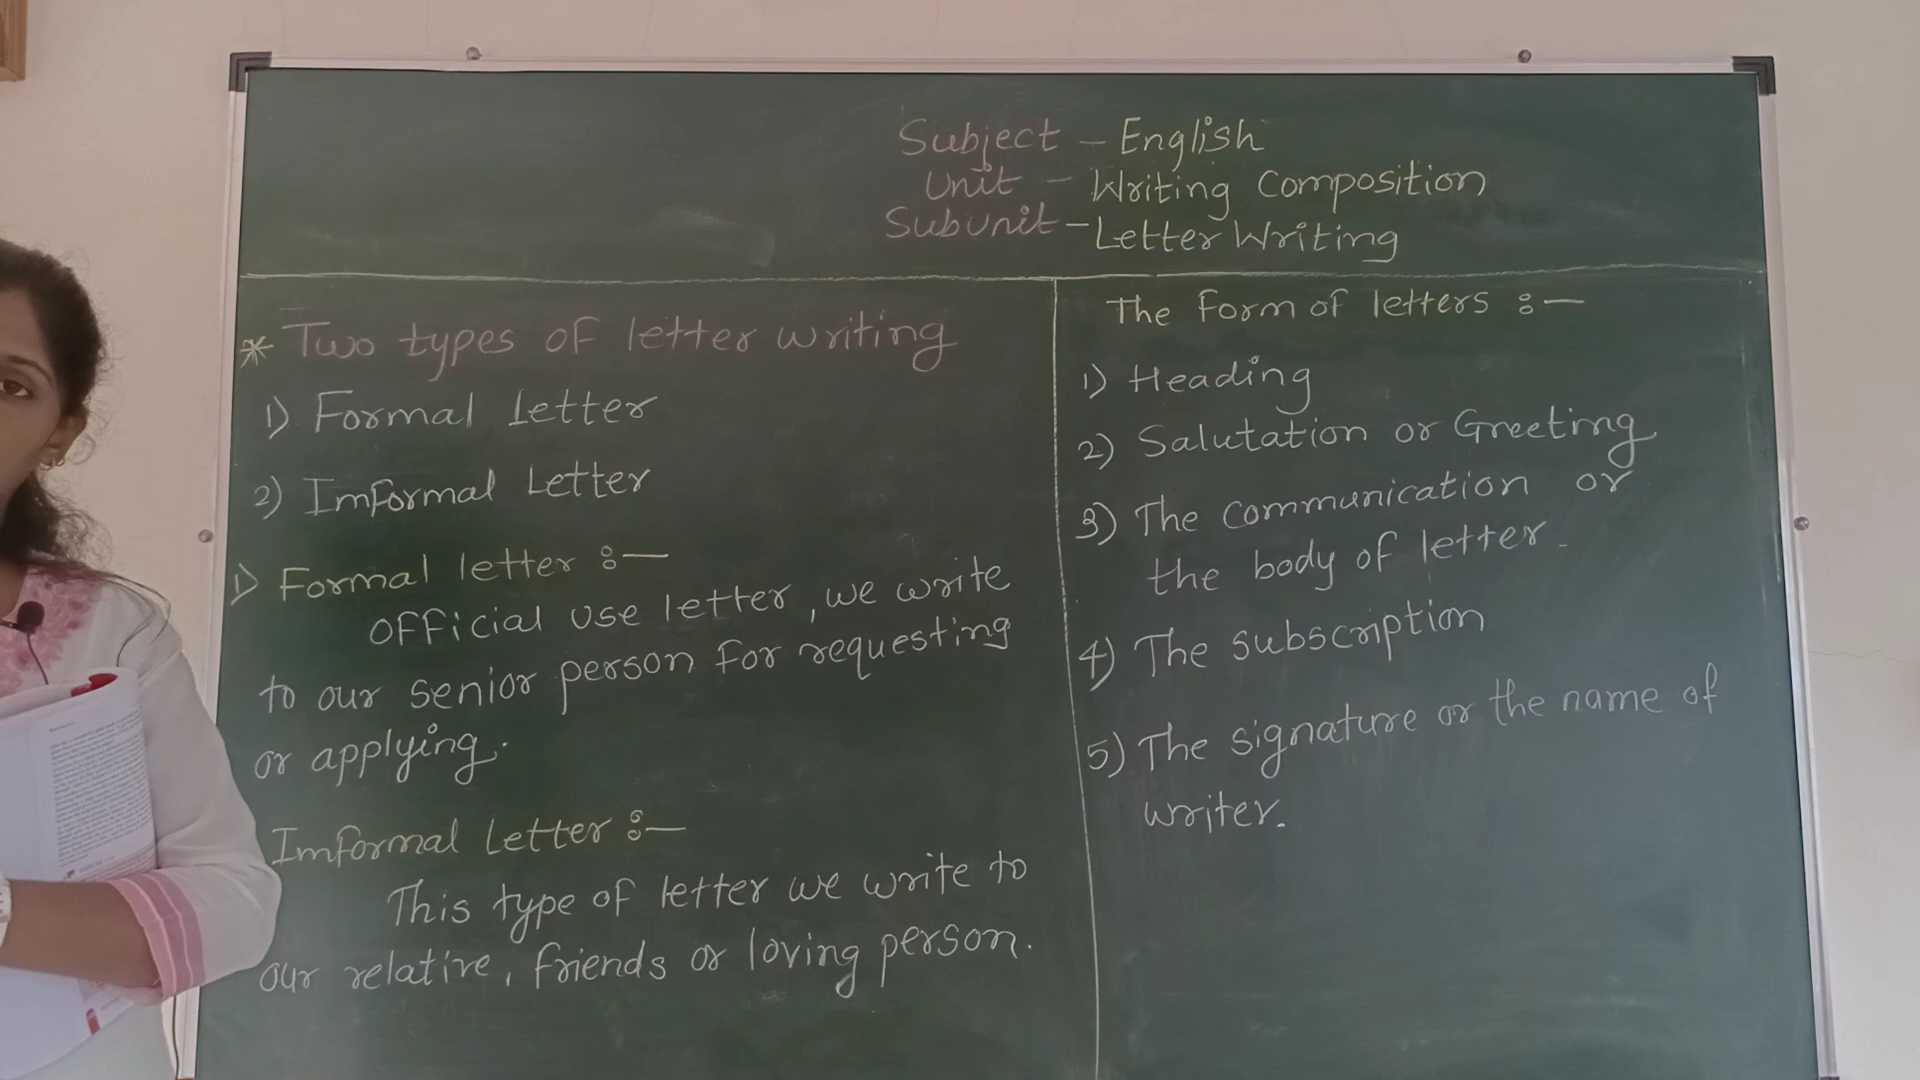 Subject - English
Unit - Writing Composition
Subunit - Letter Writing
* Two types of letter writing
1) Formal Letter
2) Imformal Letter
1) Formal letter :-
Official use letter, we write
to our senior person for requesting
or applying.
Imformal Letter :-
This type of letter we write to
our relative, friends or loving person.
The form of letters :-
1) Heading
2) Salutation or Greeting
3) The communication or
the body of letter.
4) The subscription
5) The signature or the name of
writer.